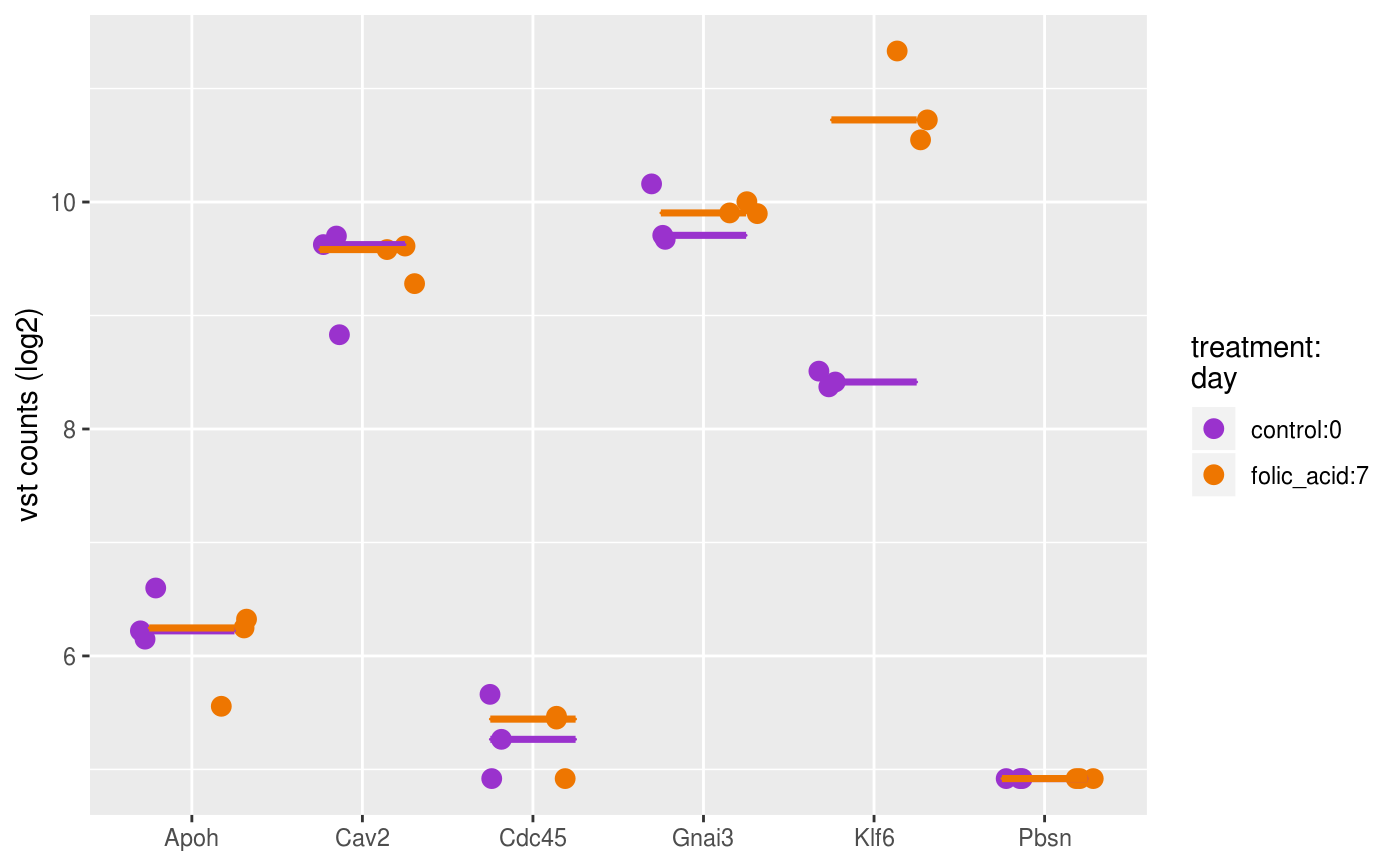 vst counts (log2)
10
8
6
Apoh Cav2 Cdc45 Gnai3 Klf6 Pbsn
treatment:
day
control:0
folic_acid:7